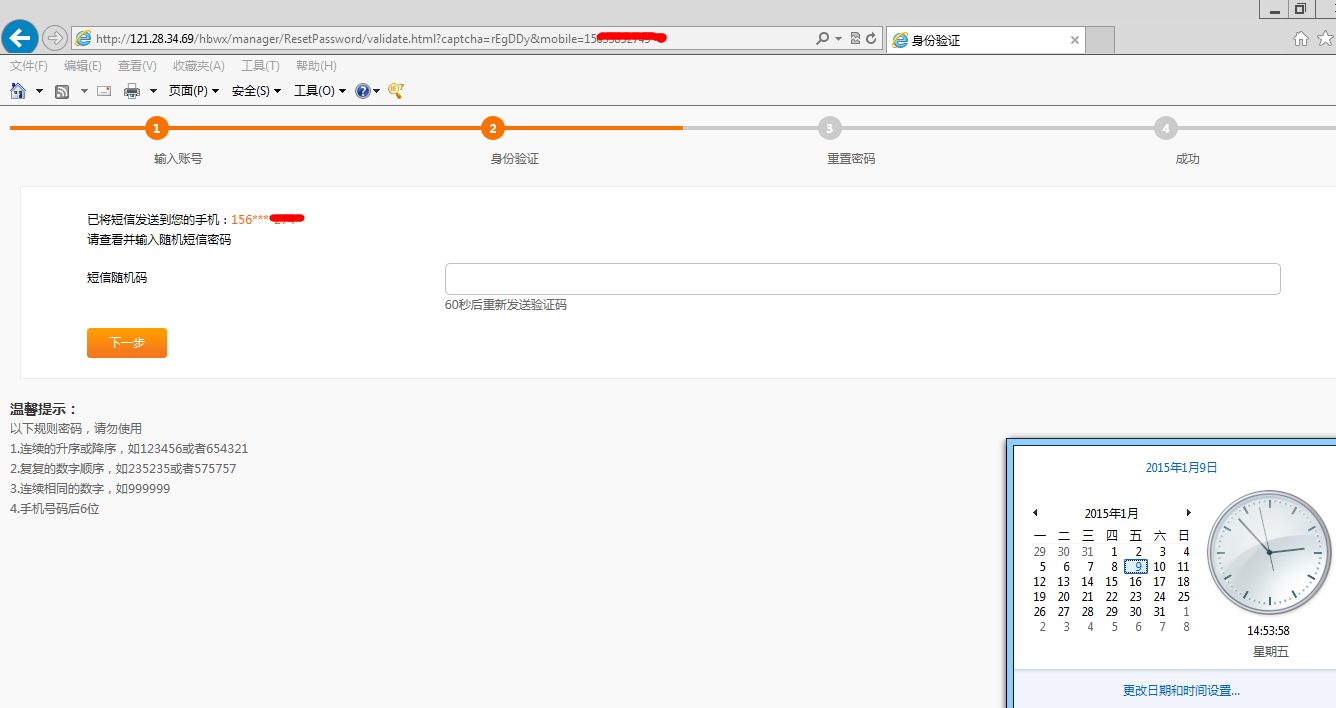 http://121.28.34.69/hbwx/manager/ResetPassword/validate.html?captcha=rEgDDy&mobile=15
身份验证
文件(F) 编辑(E) 查看(V) 收藏夹(A) 工具(T) 帮助(H)
页面(P) 安全(S) 工具(O)
1 2 3 4
输入账号 身份验证 重置密码 成功
已将短信发送到您的手机：156***
请查看并输入随机短信密码
短信随机码
60秒后重新发送验证码
下一步
温馨提示：
以下规则密码，请勿使用
1.连续的升序或降序，如123456或者654321
2.复复的数字顺序，如235235或者575757
3.连续相同的数字，如999999
4.手机号码后6位
2015年1月9日
2015年1月
一 二 三 四 五 六 日
29 30 31 1 2 3 4
5 6 7 8 9 10 11
12 13 14 15 16 17 18
19 20 21 22 23 24 25
26 27 28 29 30 31 1
2 3 4 5 6 7 8
14:53:58
星期五
更改日期和时间设置...